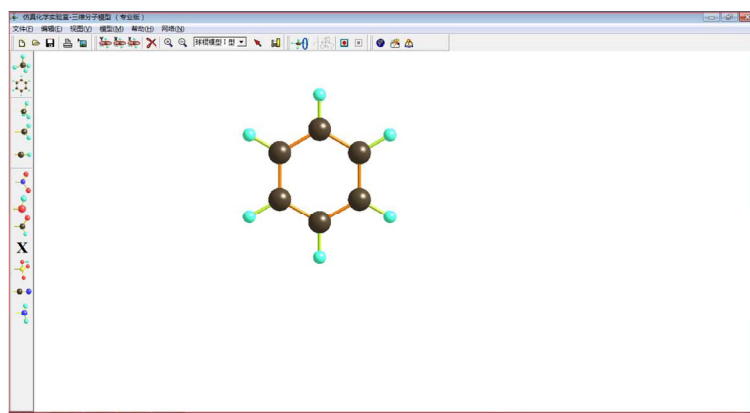 仿真化学实验室-三维分子模型 (专业版)
文件(F) 编辑(E) 视图(V) 模型(M) 帮助(H) 网络(N)
球棍模型 I 型
X